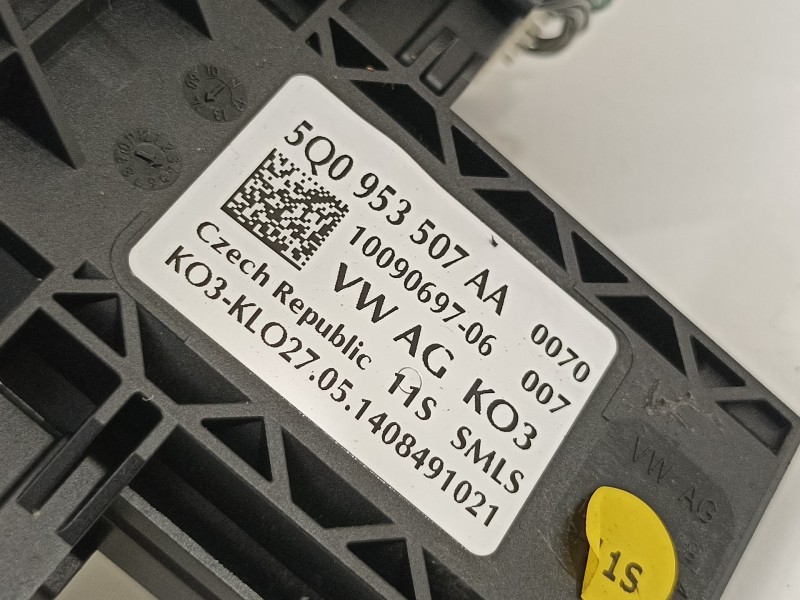 5Q0 953 507 AA 0070
10090697-06 007
VW AG KO3
Czech Republic 11S SMLS
KO3-KLO27.05.1408491021
VW AG
11S